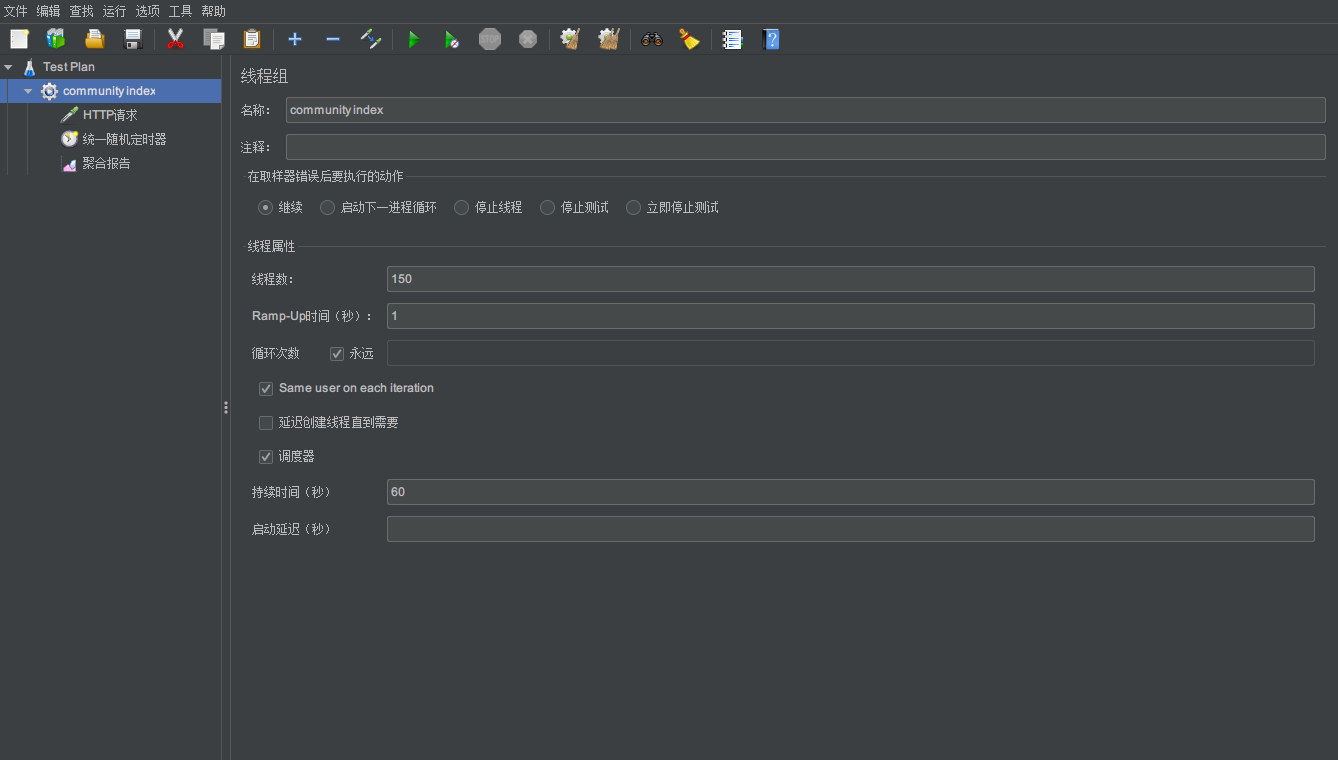 文件 编辑 查找 运行 选项 工具 帮助
STOP
Test Plan
community index
HTTP请求
统一随机定时器
聚合报告
线程组
名称: community index
注释:
在取样器错误后要执行的动作
继续 启动下一进程循环 停止线程 停止测试 立即停止测试
线程属性
线程数: 150
Ramp-Up时间（秒）: 1
循环次数 永远
Same user on each iteration
延迟创建线程直到需要
调度器
持续时间（秒） 60
启动延迟（秒）